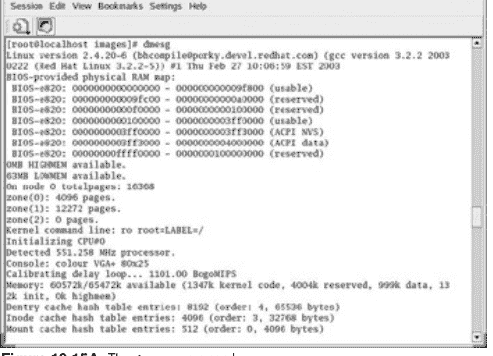 Session Edit View Bookmarks Settings Help
[root@localhost images]# dmesg
Linux version 2.4.20-6 (bhcompile@porky.devel.redhat.com) (gcc version 3.2.2 2003
0222 (Red Hat Linux 3.2.2-5)) #1 Thu Feb 27 10:06:59 EST 2003
BIOS-provided physical RAM map:
BIOS-e820: 0000000000000000 - 000000000009f800 (usable)
BIOS-e820: 000000000009fc00 - 00000000000a0000 (reserved)
BIOS-e820: 00000000000f0000 - 0000000000100000 (reserved)
BIOS-e820: 0000000000100000 - 0000000003ff0000 (usable)
BIOS-e820: 0000000003ff0000 - 0000000003ff3000 (ACPI NVS)
BIOS-e820: 0000000003ff3000 - 0000000004000000 (ACPI data)
BIOS-e820: 00000000ffff0000 - 0000000100000000 (reserved)
0MB HIGHMEM available.
63MB LOWMEM available.
On node 0 totalpages: 16368
zone(0): 4096 pages.
zone(1): 12272 pages.
zone(2): 0 pages.
Kernel command line: ro root=LABEL=/
Initializing CPU#0
Detected 551.258 MHz processor.
Console: colour VGA+ 80x25
Calibrating delay loop... 1101.00 BogoMIPS
Memory: 60572k/65472k available (1347k kernel code, 4004k reserved, 999k data, 13
2k init, 0k highmem)
Dentry cache hash table entries: 8192 (order: 4, 65536 bytes)
Inode cache hash table entries: 4096 (order: 3, 32768 bytes)
Mount cache hash table entries: 512 (order: 0, 4096 bytes)